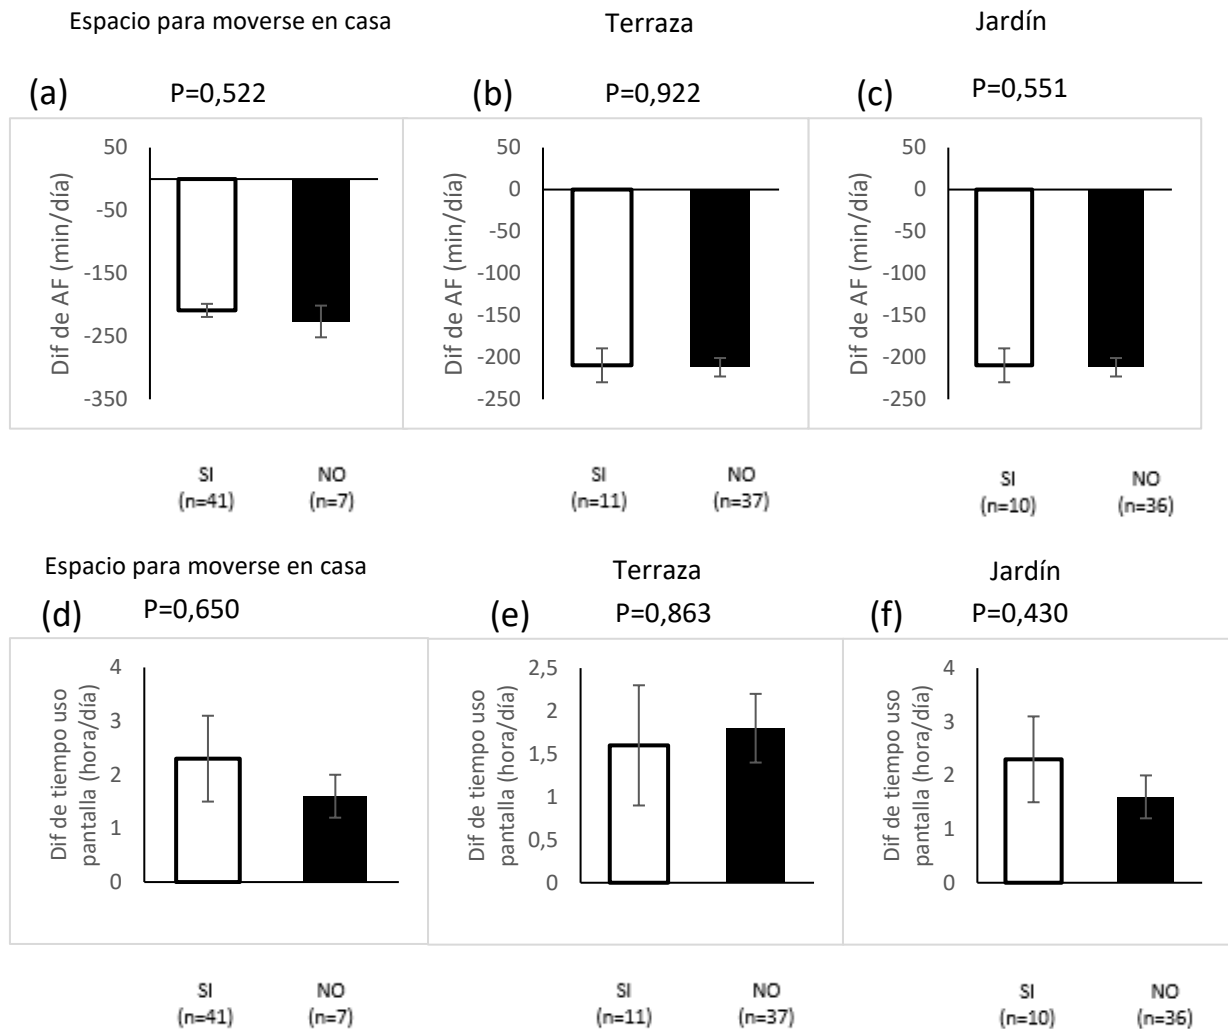 Espacio para moverse en casa
Terraza
Jardín
(a)
P=0,522
(b)
P=0,922
(c)
P=0,551
Dif de AF (min/día)
50
-50
-150
-250
-350
Dif de AF (min/día)
50
0
-50
-100
-150
-200
-250
Dif de AF (min/día)
50
0
-50
-100
-150
-200
-250
SI
(n=41)
NO
(n=7)
SI
(n=11)
NO
(n=37)
SI
(n=10)
NO
(n=36)
Espacio para moverse en casa
Terraza
Jardín
(d)
P=0,650
(e)
P=0,863
(f)
P=0,430
Dif de tiempo uso
pantalla (hora/día)
4
3
2
1
0
Dif de tiempo uso
pantalla (hora/día)
2,5
2
1,5
1
0,5
0
Dif de tiempo uso
pantalla (hora/día)
4
3
2
1
0
SI
(n=41)
NO
(n=7)
SI
(n=11)
NO
(n=37)
SI
(n=10)
NO
(n=36)